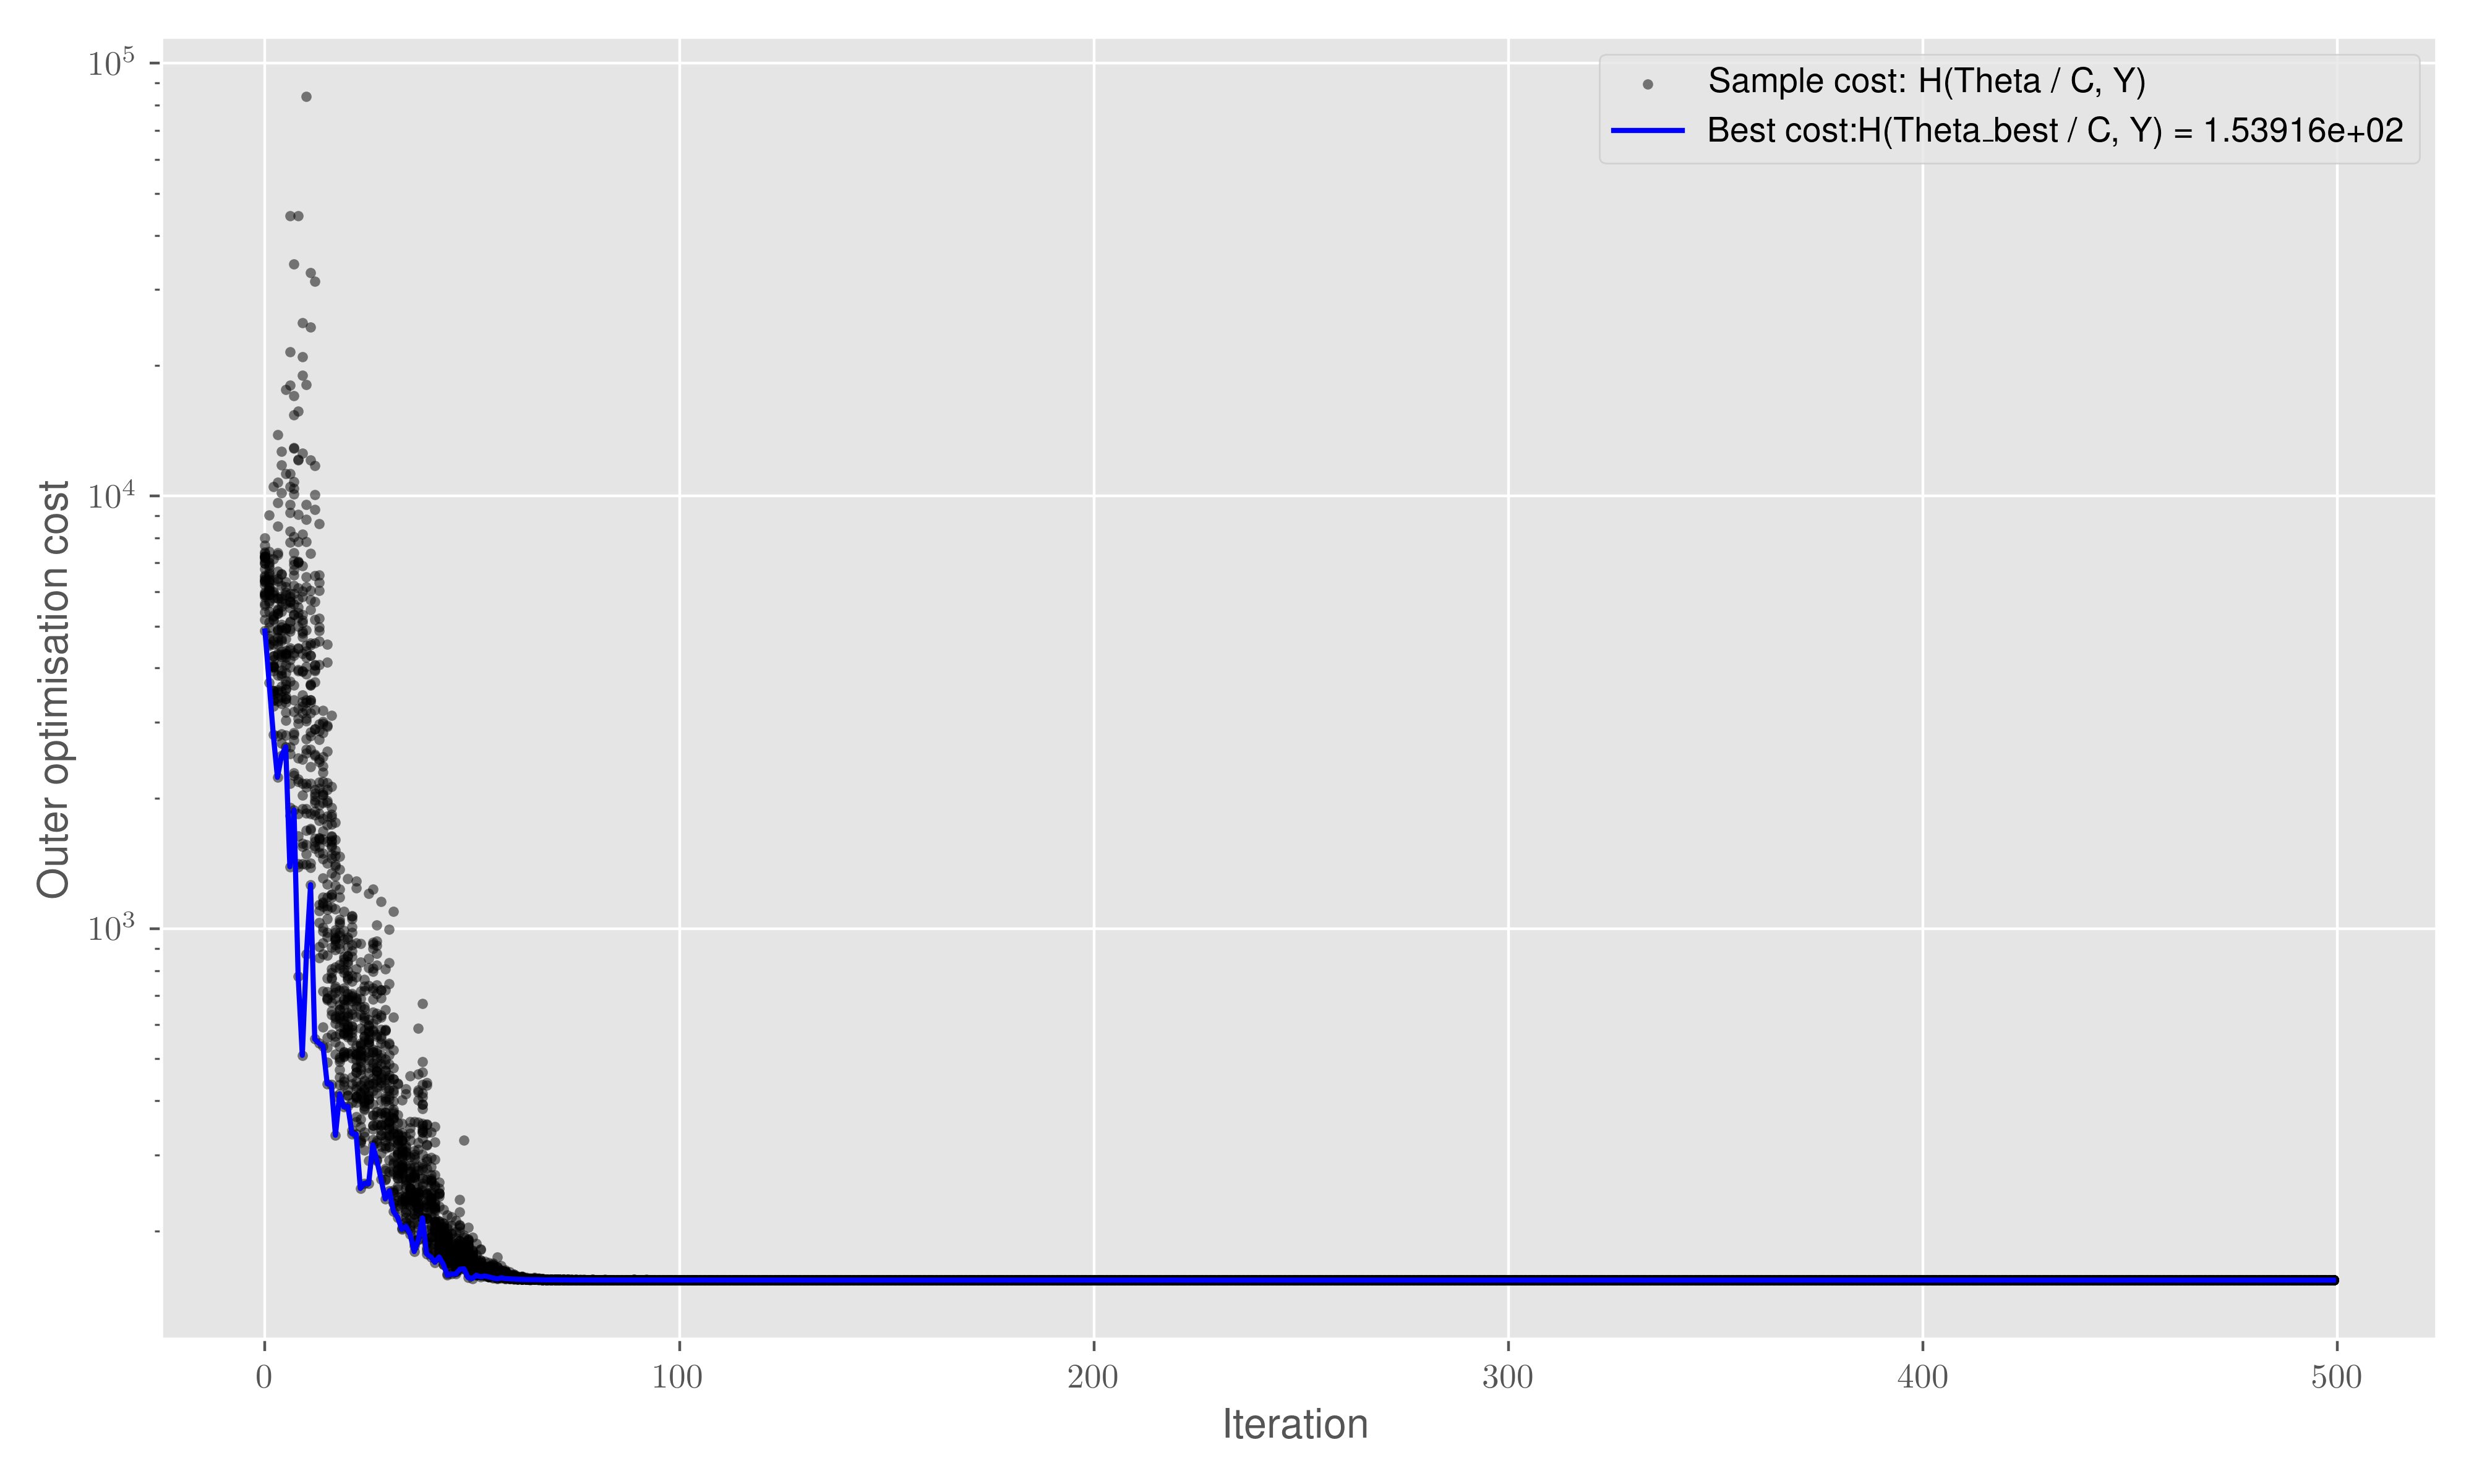 Sample cost: H(Theta / C, Y)
Best cost:H(Theta_best / C, Y) = 1.53916e+02
Outer optimisation cost
10^5
10^4
10^3
0 100 200 300 400 500
Iteration